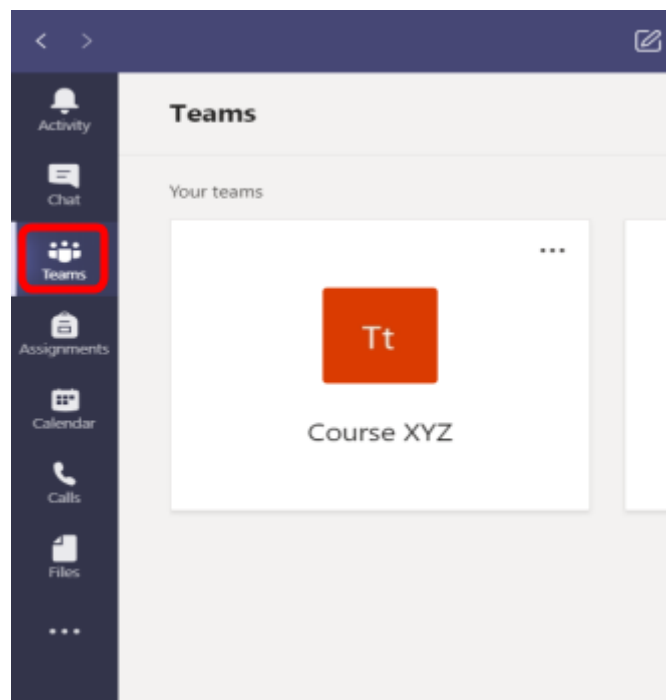 Activity
Chat
Teams
Assignments
Calendar
Calls
Files
Teams
Your teams
Tt
Course XYZ